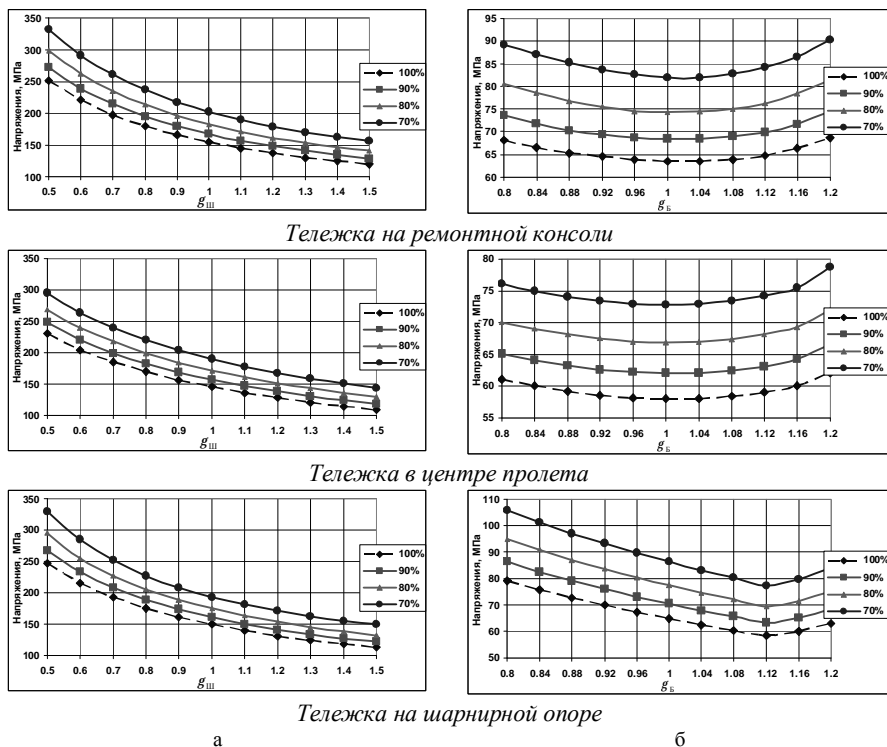 350
300
250
200
150
100
Напряжения, МПа
0.5 0.6 0.7 0.8 0.9 1 1.1 1.2 1.3 1.4 1.5
gШ
100%
90%
80%
70%
95
90
85
80
75
70
65
60
Напряжения, МПа
0.8 0.84 0.88 0.92 0.96 1 1.04 1.08 1.12 1.16 1.2
gБ
100%
90%
80%
70%
Тележка на ремонтной консоли
350
300
250
200
150
100
Напряжения, МПа
0.5 0.6 0.7 0.8 0.9 1 1.1 1.2 1.3 1.4 1.5
gШ
100%
90%
80%
70%
80
75
70
65
60
55
Напряжения, МПа
0.8 0.84 0.88 0.92 0.96 1 1.04 1.08 1.12 1.16 1.2
gБ
100%
90%
80%
70%
Тележка в центре пролета
350
300
250
200
150
100
Напряжения, МПа
0.5 0.6 0.7 0.8 0.9 1 1.1 1.2 1.3 1.4 1.5
gШ
100%
90%
80%
70%
110
100
90
80
70
60
50
Напряжения, МПа
0.8 0.84 0.88 0.92 0.96 1 1.04 1.08 1.12 1.16 1.2
gБ
100%
90%
80%
70%
Тележка на шарнирной опоре
а б